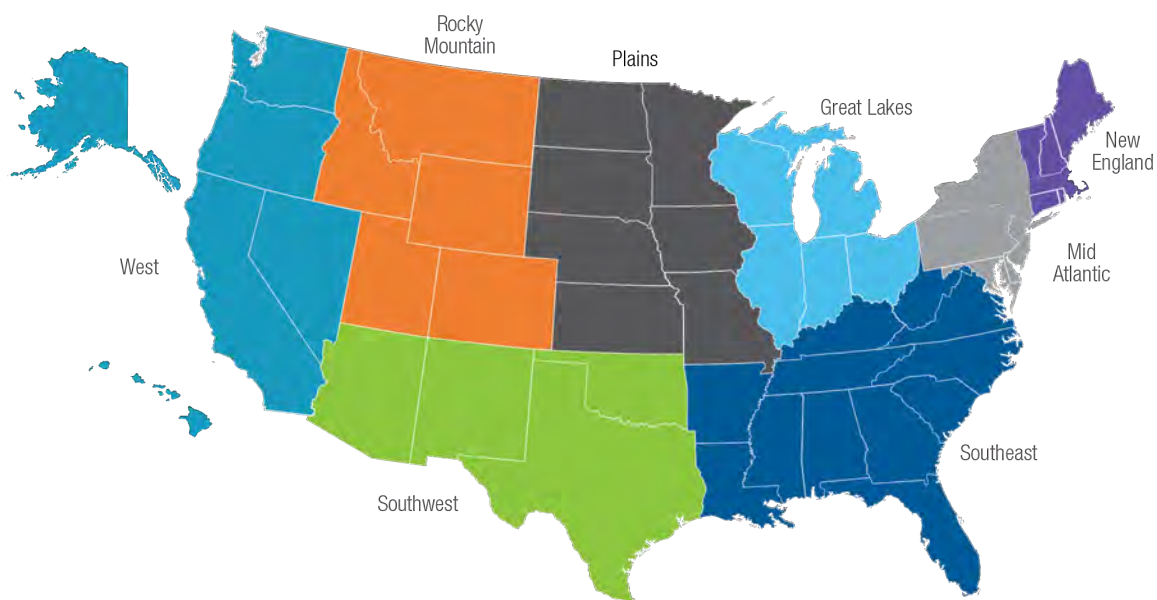 Rocky
Mountain
Plains
Great Lakes
New
England
West
Mid
Atlantic
Southeast
Southwest